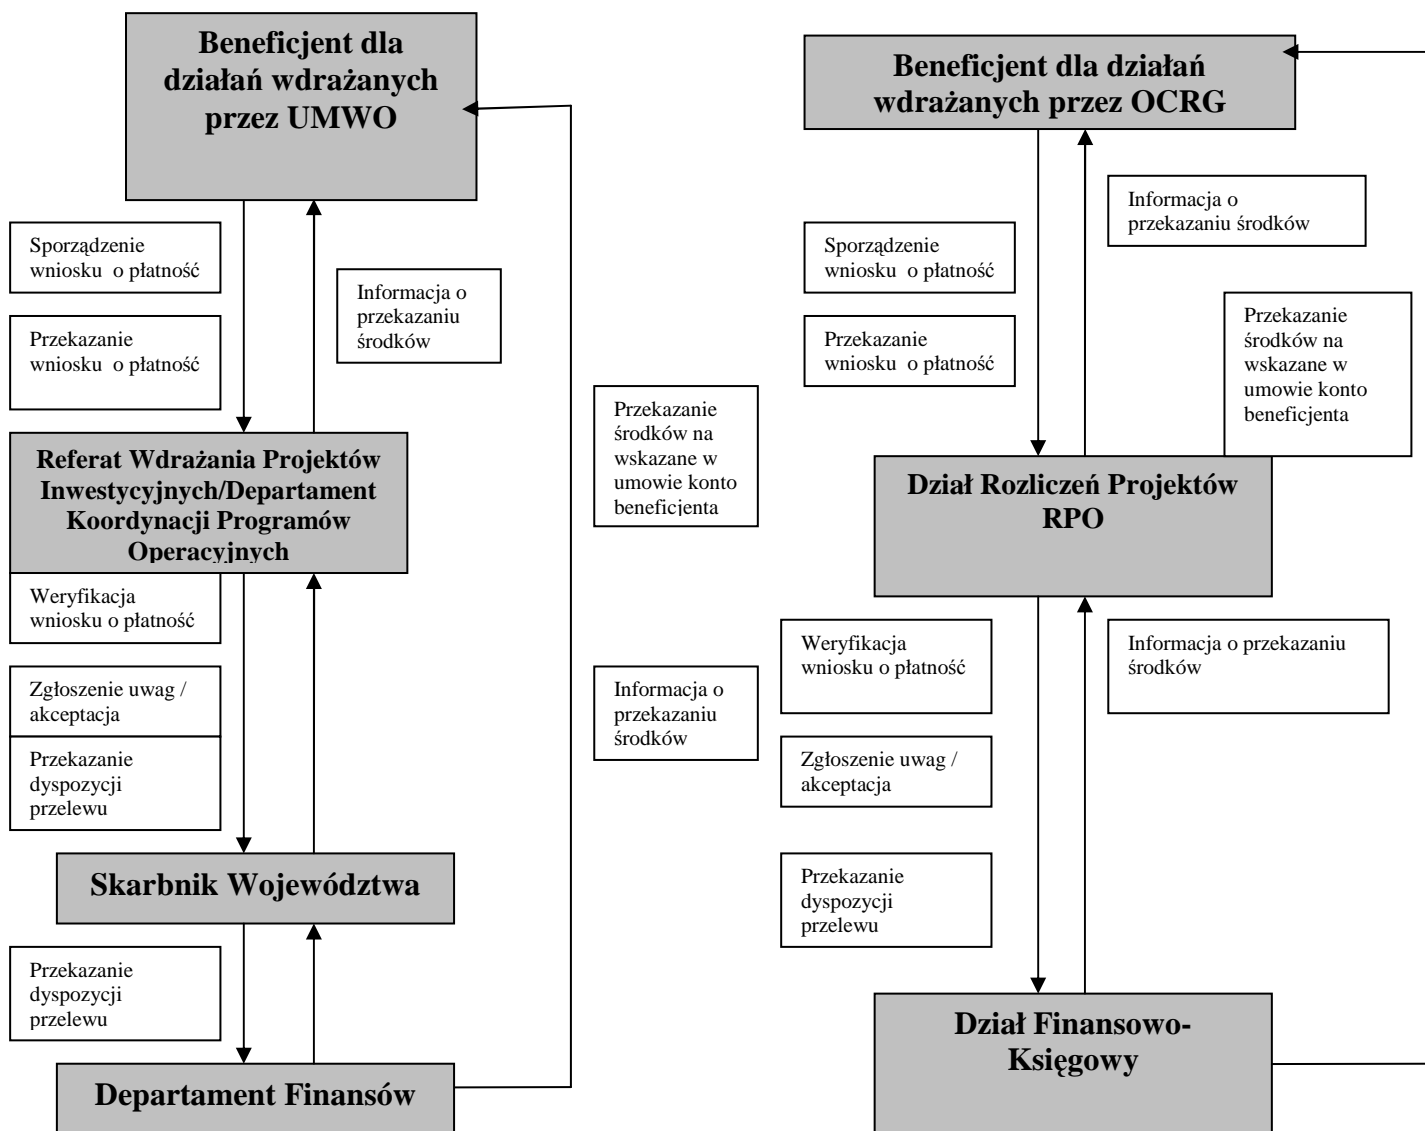 Beneficjent dla
działań wdrażanych
przez UMWO
Sporządzenie
wniosku o płatność
Przekazanie
wniosku o płatność
Informacja o
przekazaniu
środków
Referat Wdrażania Projektów
Inwestycyjnych/Departament
Koordynacji Programów
Operacyjnych
Weryfikacja
wniosku o płatność
Zgłoszenie uwag /
akceptacja
Przekazanie
dyspozycji
przelewu
Skarbnik Województwa
Przekazanie
dyspozycji
przelewu
Departament Finansów
Przekazanie
środków na
wskazane w
umowie konto
beneficjenta
Informacja o
przekazaniu
środków
Beneficjent dla działań
wdrażanych przez OCRG
Sporządzenie
wniosku o płatność
Przekazanie
wniosku o płatność
Informacja o
przekazaniu środków
Przekazanie
środków na
wskazane w
umowie konto
beneficjenta
Dział Rozliczeń Projektów
RPO
Weryfikacja
wniosku o płatność
Zgłoszenie uwag /
akceptacja
Przekazanie
dyspozycji
przelewu
Informacja o przekazaniu
środków
Dział Finansowo-
Księgowy